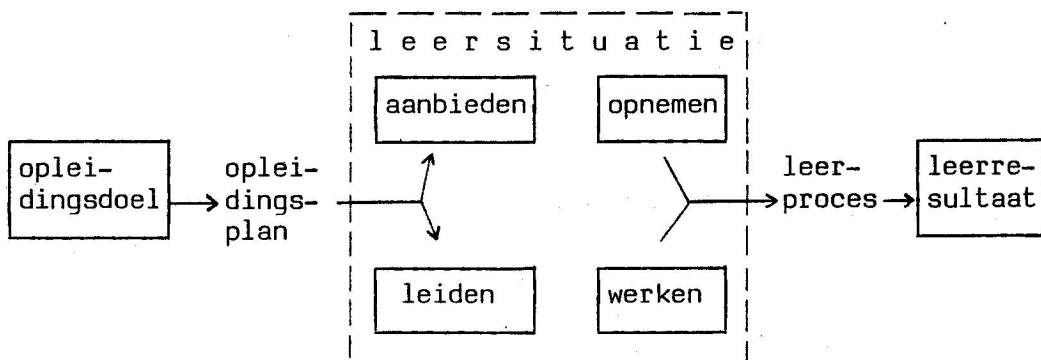 l e e r s i t u a t i e
aanbieden
opnemen
oplei-
dingsdoel
oplei-
dings-
plan
leer-
proces
leerre-
sultaat
leiden
werken